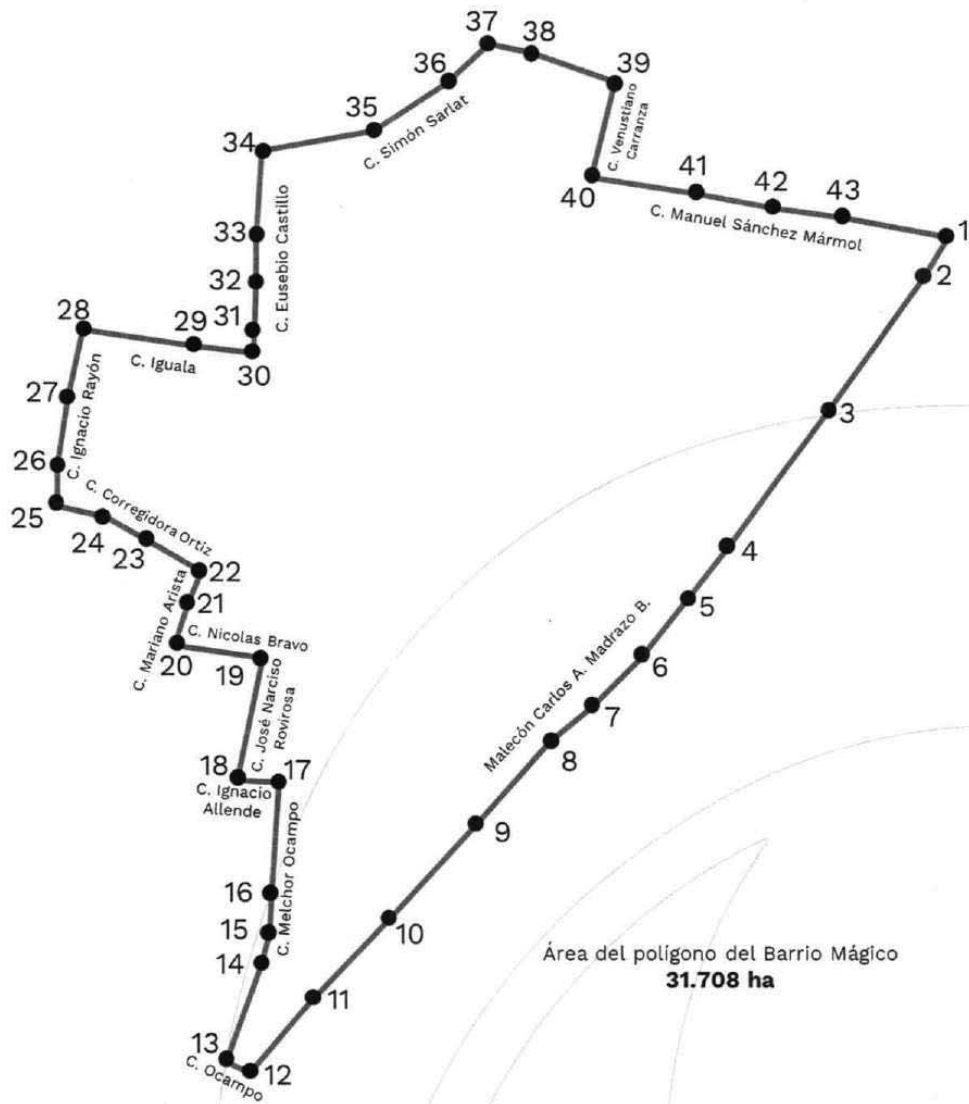 37
38
36
39
35
C. Simón Sarlat
C. Venustiano
Carranza
34
40
41
42
43
1
C. Manuel Sánchez Mármol
2
33
C. Eusebio Castillo
32
31
30
28
29
C. Iguala
27
C. Ignacio Rayón
26
25
C. Corregidora Ortiz
24
23
22
21
C. Mariano Arista
20
C. Nicolas Bravo
19
C. José Narciso
Rovirosa
18
17
C. Ignacio
Allende
C. Melchor Ocampo
16
15
14
13
C. Ocampo
12
11
10
9
8
7
6
5
4
3
Malecón Carlos A. Madrazo B.
Área del polígono del Barrio Mágico
31.708 ha